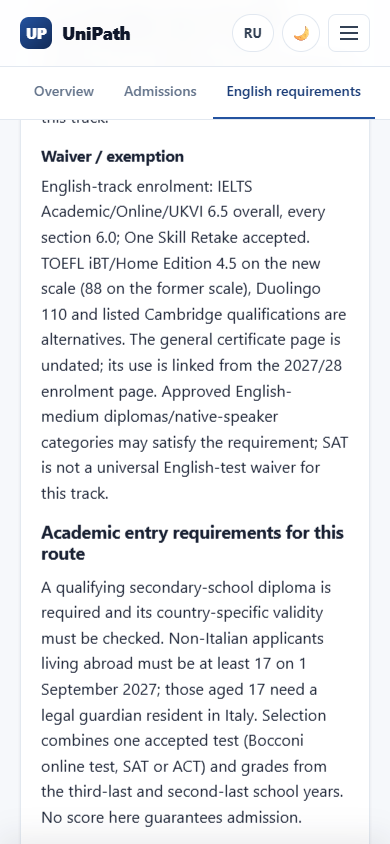 UP UniPath RU
Overview Admissions English requirements
this track.
Waiver / exemption
English-track enrolment: IELTS
Academic/Online/UKVI 6.5 overall, every
section 6.0; One Skill Retake accepted.
TOEFL iBT/Home Edition 4.5 on the new
scale (88 on the former scale), Duolingo
110 and listed Cambridge qualifications are
alternatives. The general certificate page is
undated; its use is linked from the 2027/28
enrolment page. Approved English-
medium diplomas/native-speaker
categories may satisfy the requirement; SAT
is not a universal English-test waiver for
this track.
Academic entry requirements for this
route
A qualifying secondary-school diploma is
required and its country-specific validity
must be checked. Non-Italian applicants
living abroad must be at least 17 on 1
September 2027; those aged 17 need a
legal guardian resident in Italy. Selection
combines one accepted test (Bocconi
online test, SAT or ACT) and grades from
the third-last and second-last school years.
No score here guarantees admission.